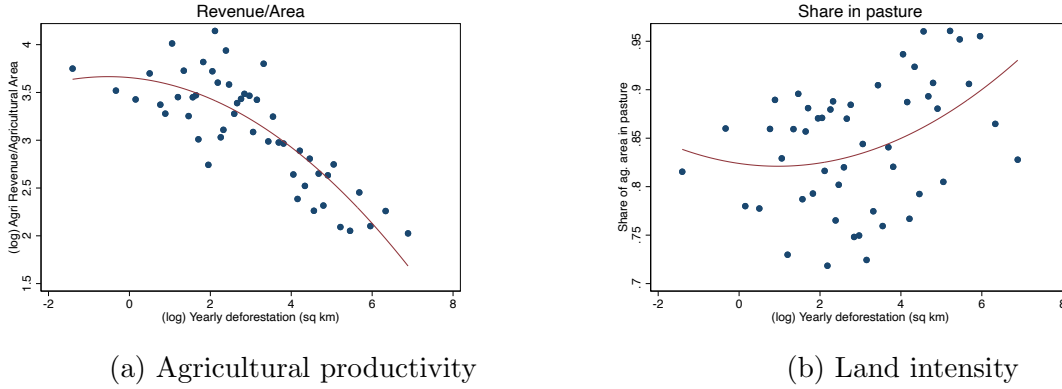 Revenue/Area
(log) Agri Revenue/Agricultural Area
4
3.5
3
2.5
2
1.5
-2 0 2 4 6 8
(log) Yearly deforestation (sq km)
(a) Agricultural productivity
Share in pasture
Share of ag. area in pasture
.95
.9
.85
.8
.75
.7
-2 0 2 4 6 8
(log) Yearly deforestation (sq km)
(b) Land intensity